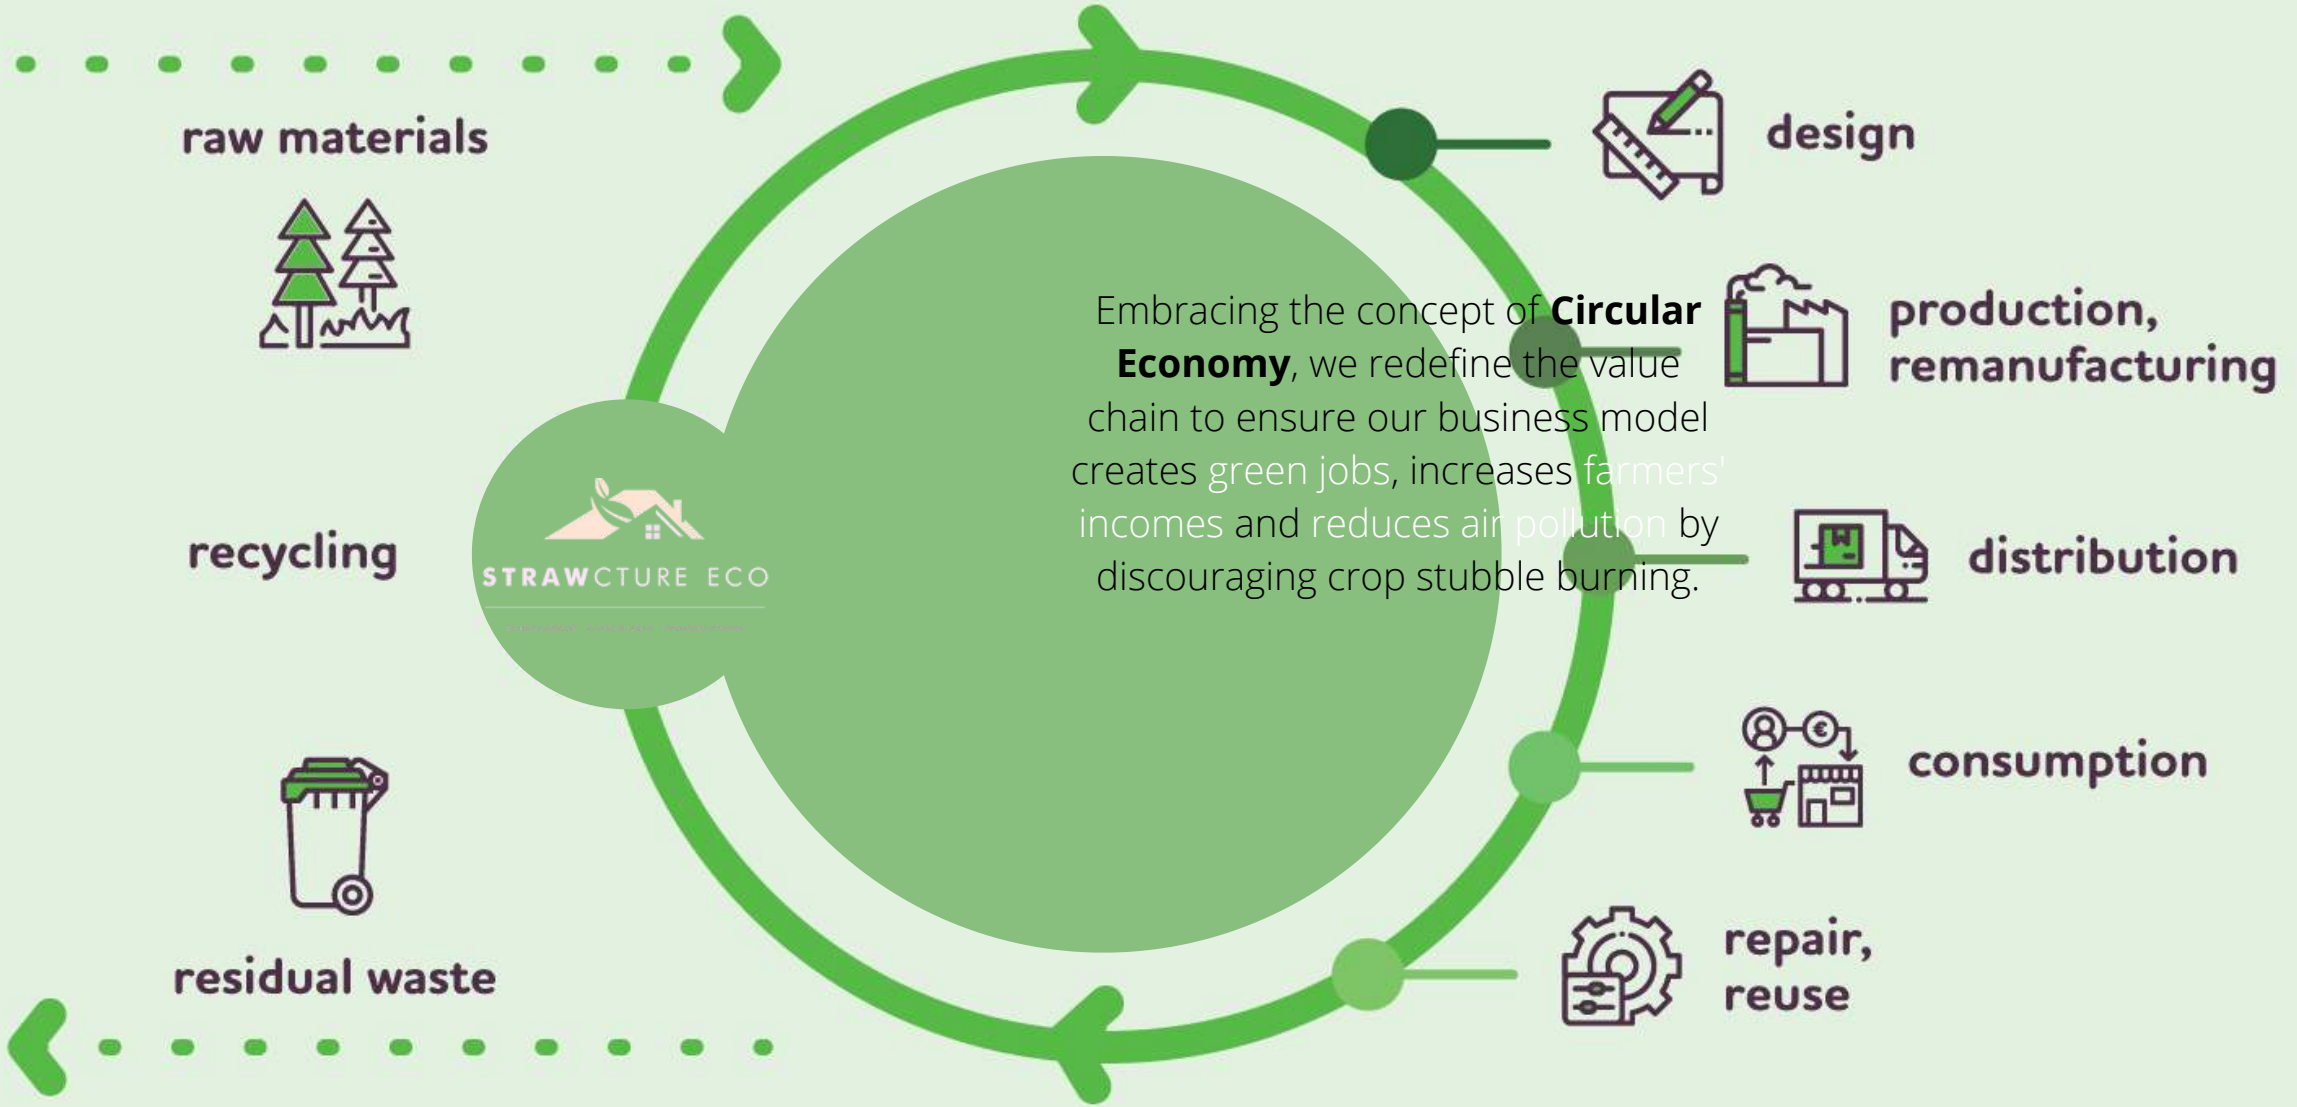 raw materials
design
Embracing the concept of Circular
Economy, we redefine the value
chain to ensure our business model
creates green jobs, increases farmers'
incomes and reduces air pollution by
discouraging crop stubble burning.
production,
remanufacturing
recycling
STRAWCTURE ECO
distribution
€
consumption
residual waste
repair,
reuse